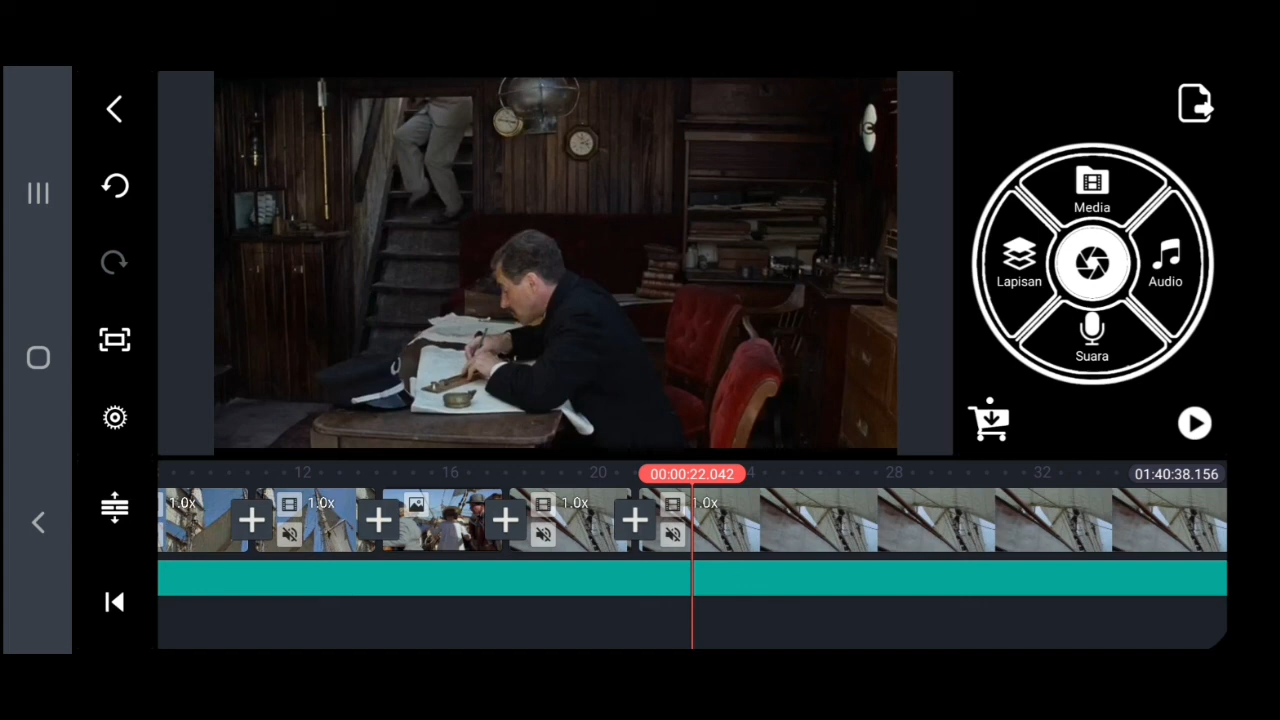 Media
Lapisan
Audio
Suara
12
16
20
00:00:22.042
4
28
32
01:40:38.156
1.0x
1.0x
1.0x
1.0x